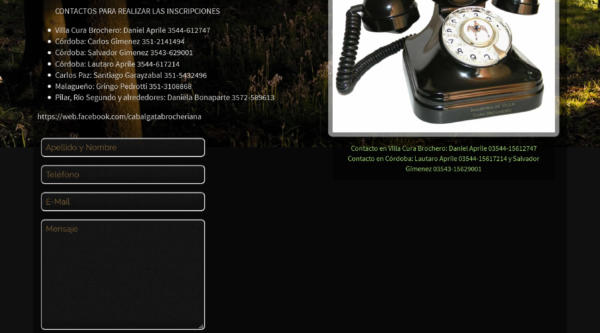 CONTACTOS PARA REALIZAR LAS INSCRIPCIONES
Villa Cura Brochero: Daniel Aprile 3544-612747
Córdoba: Carlos Gimenez 351-2141494
Córdoba: Salvador Gimenez 3543-629001
Córdoba: Lautaro Aprile 3544-617214
Carlos Paz: Santiago Garayzabal 351-5432496
Malagueño: Gringo Pedrotti 351-3108868
Pilar, Río Segundo y alrededores: Daniela Bonaparte 3572-589613
https://web.facebook.com/cabalgatabrocheriana
Apellido y Nombre
Teléfono
E-Mail
Mensaje
Contacto en Villa Cura Brochero: Daniel Aprile 03544-15612747
Contacto en Córdoba: Lautaro Aprile 03544-15617214 y Salvador
Gimenez 03543-15629001